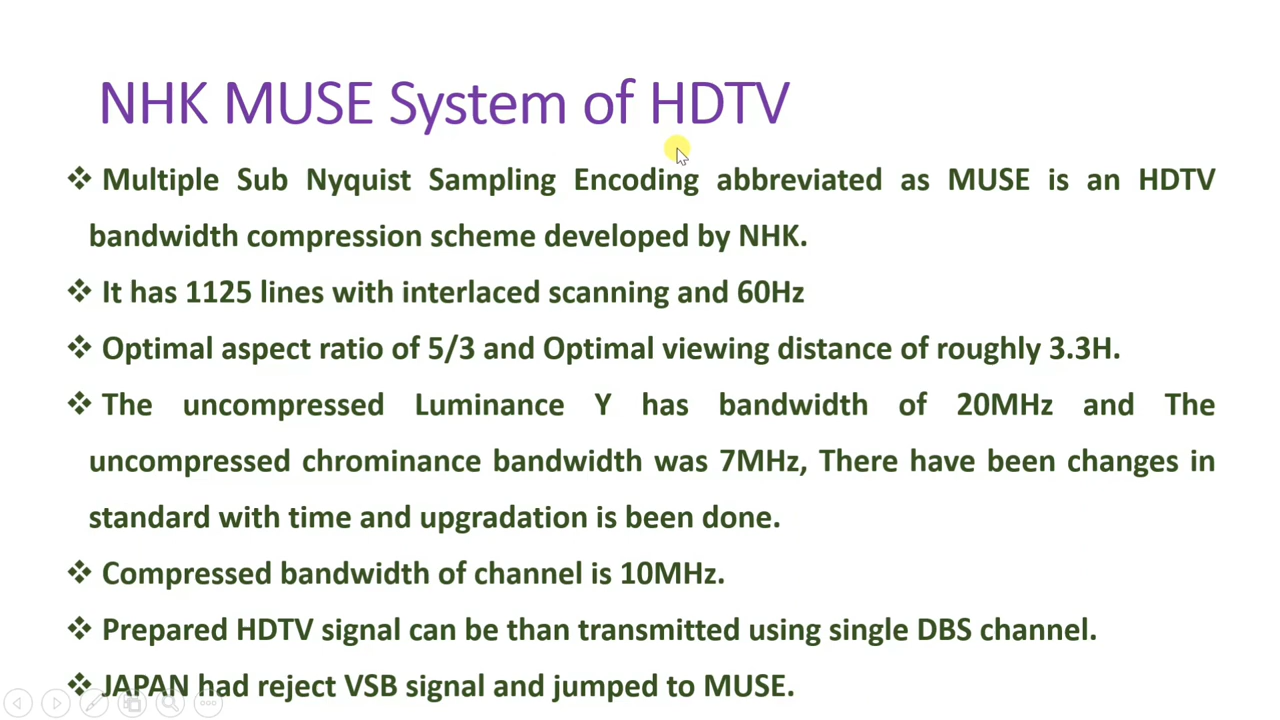 NHK MUSE System of HDTV
Multiple Sub Nyquist Sampling Encoding abbreviated as MUSE is an HDTV
bandwidth compression scheme developed by NHK.
It has 1125 lines with interlaced scanning and 60Hz
Optimal aspect ratio of 5/3 and Optimal viewing distance of roughly 3.3H.
The uncompressed Luminance Y has bandwidth of 20MHz and The
uncompressed chrominance bandwidth was 7MHz, There have been changes in
standard with time and upgradation is been done.
Compressed bandwidth of channel is 10MHz.
Prepared HDTV signal can be than transmitted using single DBS channel.
JAPAN had reject VSB signal and jumped to MUSE.